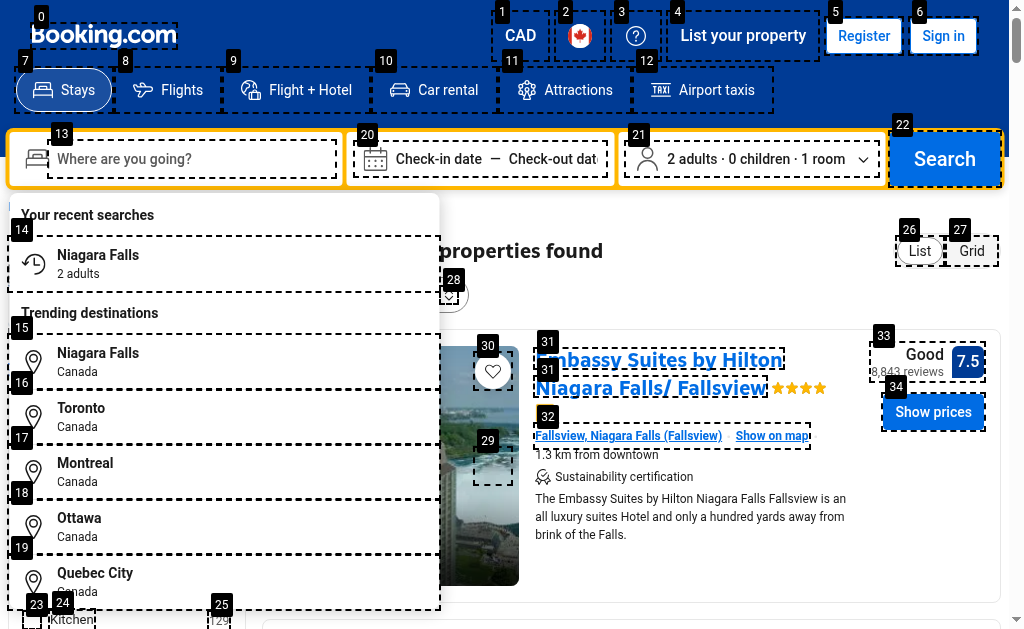 0
1
2
3
4
5
6
Booking.com
CAD
List your property
Register
Sign in
7
8
9
10
11
12
Stays
Flights
Flight + Hotel
Car rental
Attractions
Airport taxis
13
20
21
22
Where are you going?
Check-in date — Check-out dat
2 adults · 0 children · 1 room
Search
Your recent searches
14
Niagara Falls
2 adults
Trending destinations
15
Niagara Falls
Canada
16
Toronto
Canada
17
Montreal
Canada
18
Ottawa
Canada
19
Quebec City
Canada
23
24
25
Kitchen
129
properties found
26
27
List
Grid
28
30
29
31
Embassy Suites by Hilton
31
Niagara Falls/ Fallsview
32
Fallsview, Niagara Falls (Fallsview)
Show on map
1.3 km from downtown
Sustainability certification
The Embassy Suites by Hilton Niagara Falls Fallsview is an
all luxury suites Hotel and only a hundred yards away from
brink of the Falls.
33
Good
8,843 reviews
7.5
34
Show prices